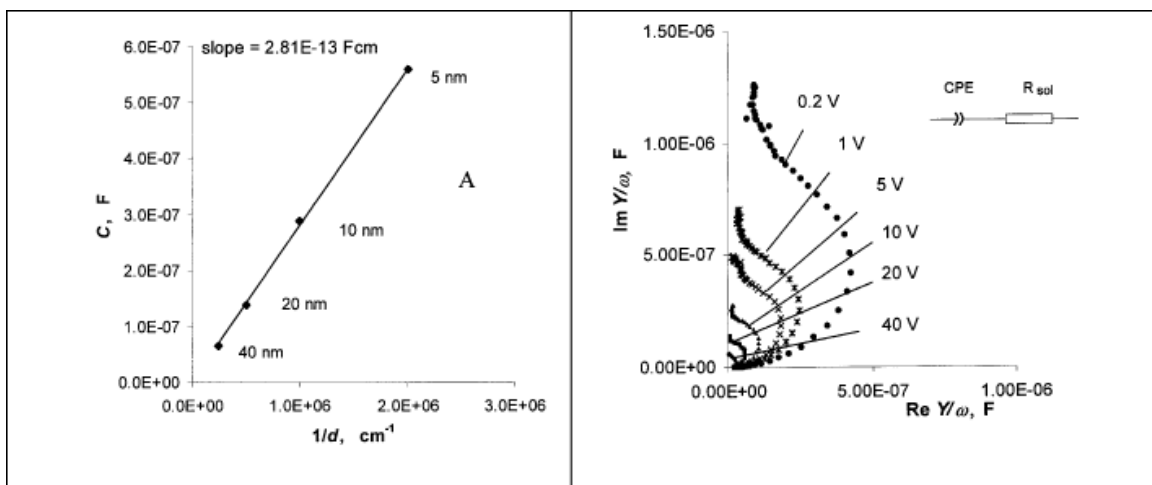 slope = 2.81E-13 Fcm
6.0E-07
5.0E-07
4.0E-07
3.0E-07
2.0E-07
1.0E-07
0.0E+00
C, F
5 nm
A
10 nm
20 nm
40 nm
0.0E+00 1.0E+06 2.0E+06 3.0E+06
1/d, cm-1
1.50E-06
1.00E-06
5.00E-07
0.00E+00
Im Y/ω, F
CPE R sol
0.2 V
1 V
5 V
10 V
20 V
40 V
0.00E+00 5.00E-07 1.00E-06
Re Y/ω, F